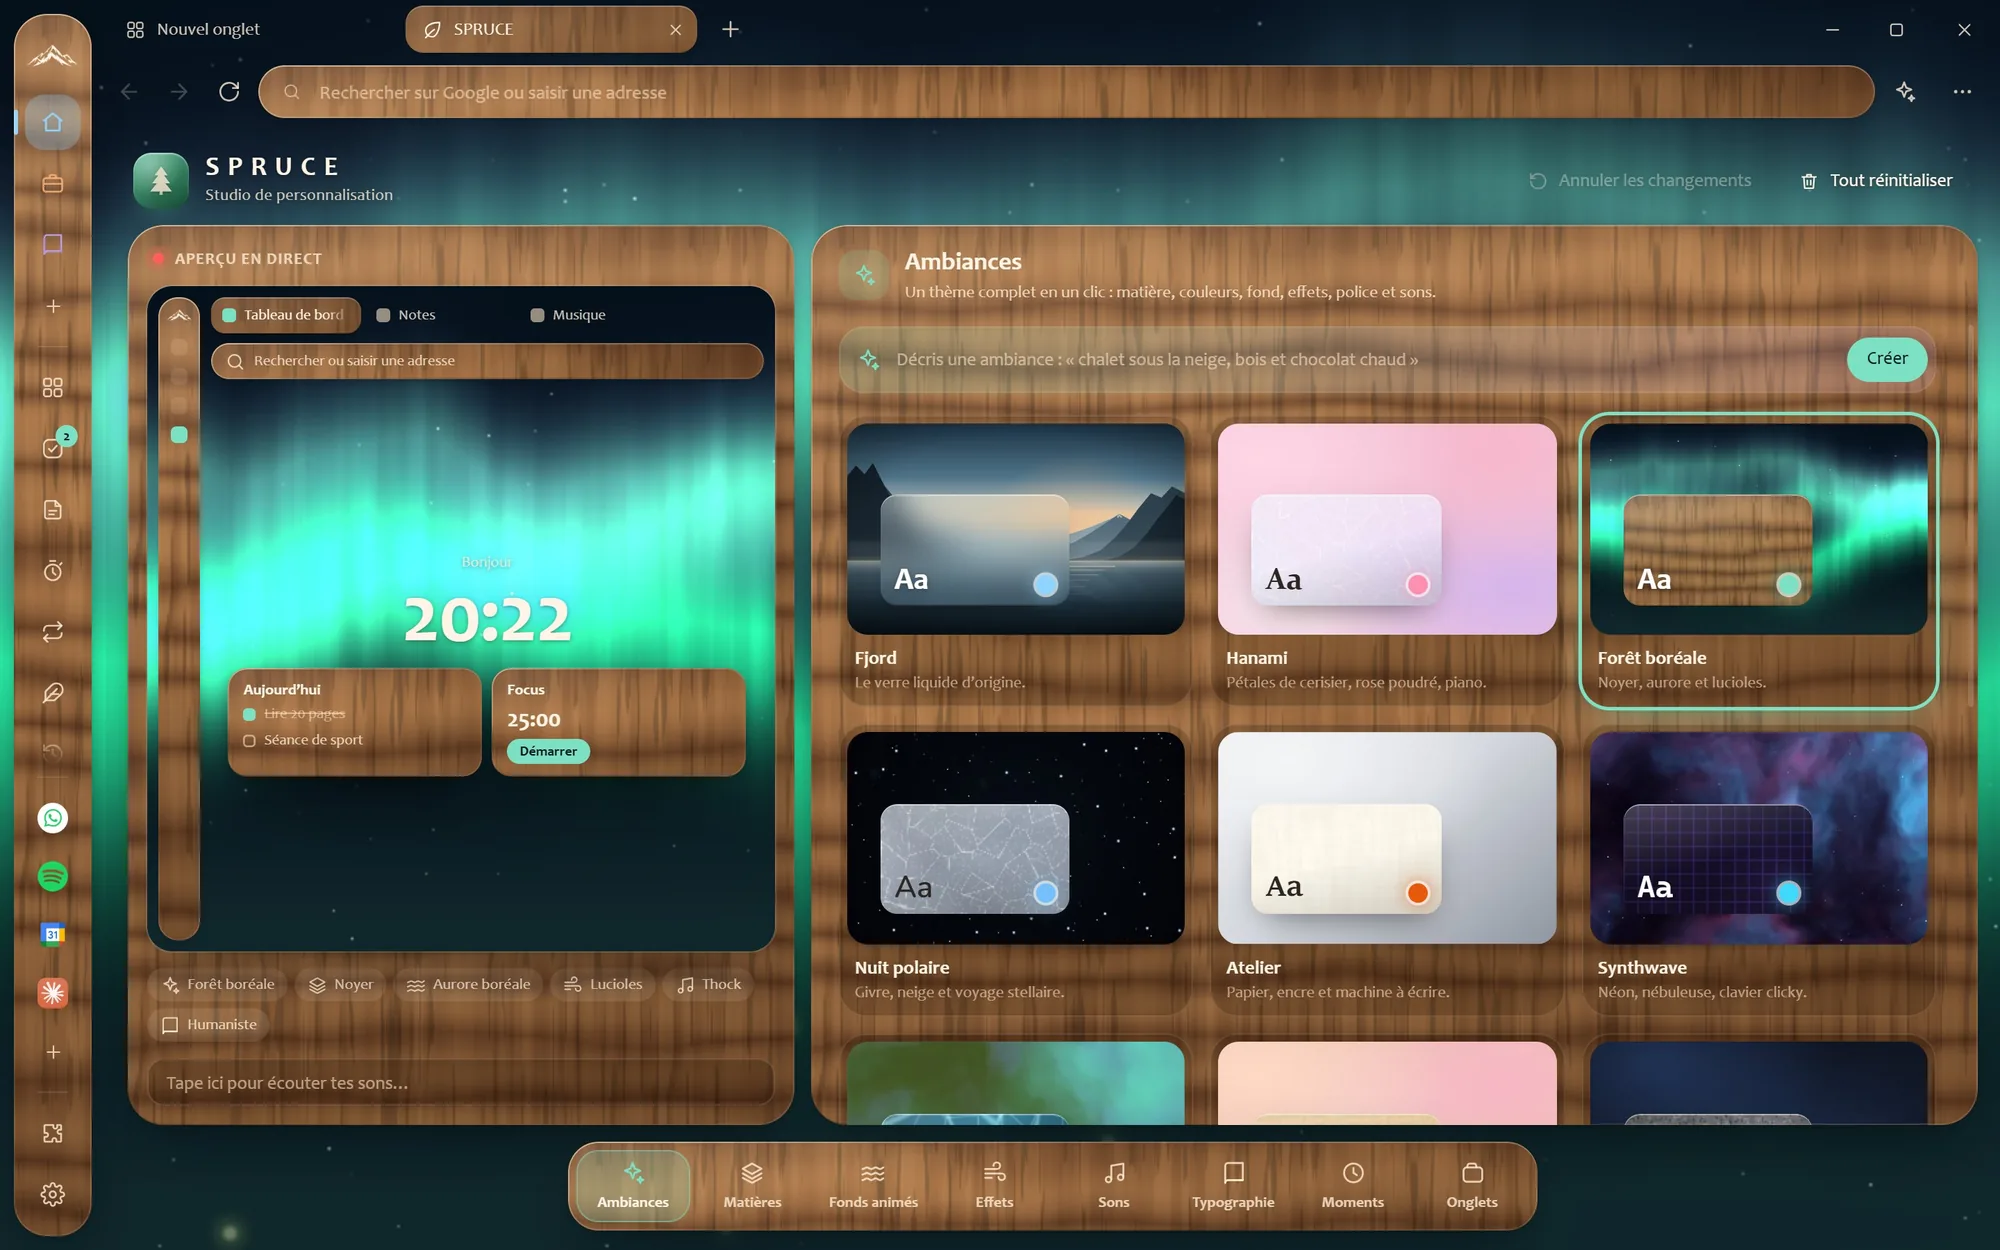 Nouvel onglet
SPRUCE
Rechercher sur Google ou saisir une adresse
SPRUCE
Studio de personnalisation
Annuler les changements
Tout réinitialiser
2
31
APERÇU EN DIRECT
Tableau de bord
Notes
Musique
Rechercher ou saisir une adresse
Bonjour
20:22
Aujourd'hui
Lire 20 pages
Séance de sport
Focus
25:00
Démarrer
Forêt boréale
Noyer
Aurore boréale
Lucioles
Thock
Humaniste
Tape ici pour écouter tes sons…
Ambiances
Un thème complet en un clic : matière, couleurs, fond, effets, police et sons.
Décris une ambiance : « chalet sous la neige, bois et chocolat chaud »
Créer
Aa
Fjord
Le verre liquide d'origine.
Aa
Hanami
Pétales de cerisier, rose poudré, piano.
Aa
Forêt boréale
Noyer, aurore et lucioles.
Aa
Nuit polaire
Givre, neige et voyage stellaire.
Aa
Atelier
Papier, encre et machine à écrire.
Aa
Synthwave
Néon, nébuleuse, clavier clicky.
Ambiances
Matières
Fonds animés
Effets
Sons
Typographie
Moments
Onglets